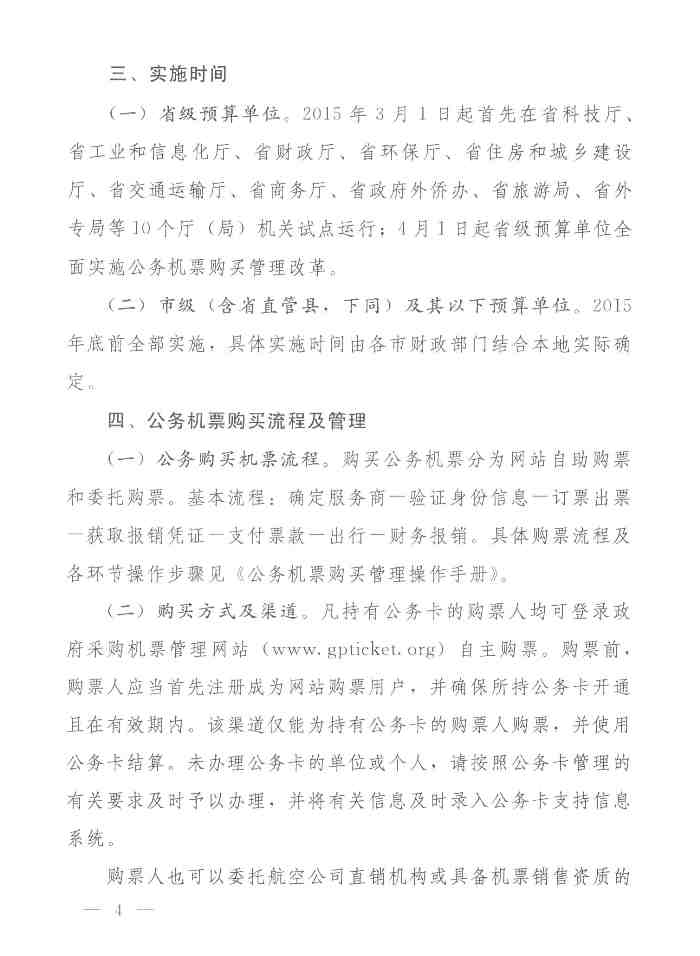 三、实施时间
（一）省级预算单位。2015 年 3 月 1 日起首先在省科技厅、
省工业和信息化厅、省财政厅、省环保厅、省住房和城乡建设
厅、省交通运输厅、省商务厅、省政府外侨办、省旅游局、省外
专局等 10 个厅（局）机关试点运行；4 月 1 日起省级预算单位全
面实施公务机票购买管理改革。
（二）市级（含省直管县，下同）及其以下预算单位。2015
年底前全部实施，具体实施时间由各市财政部门结合本地实际确
定。
四、公务机票购买流程及管理
（一）公务购买机票流程。购买公务机票分为网站自助购票
和委托购票。基本流程：确定服务商—验证身份信息—订票出票
—获取报销凭证—支付票款—出行—财务报销。具体购票流程及
各环节操作步骤见《公务机票购买管理操作手册》。
（二）购买方式及渠道。凡持有公务卡的购票人均可登录政
府采购机票管理网站（www.gpticket.org）自主购票。购票前，
购票人应当首先注册成为网站购票用户，并确保所持公务卡开通
且在有效期内。该渠道仅能为持有公务卡的购票人购票，并使用
公务卡结算。未办理公务卡的单位或个人，请按照公务卡管理的
有关要求及时予以办理，并将有关信息及时录入公务卡支持信息
系统。
购票人也可以委托航空公司直销机构或具备机票销售资质的
— 4 —